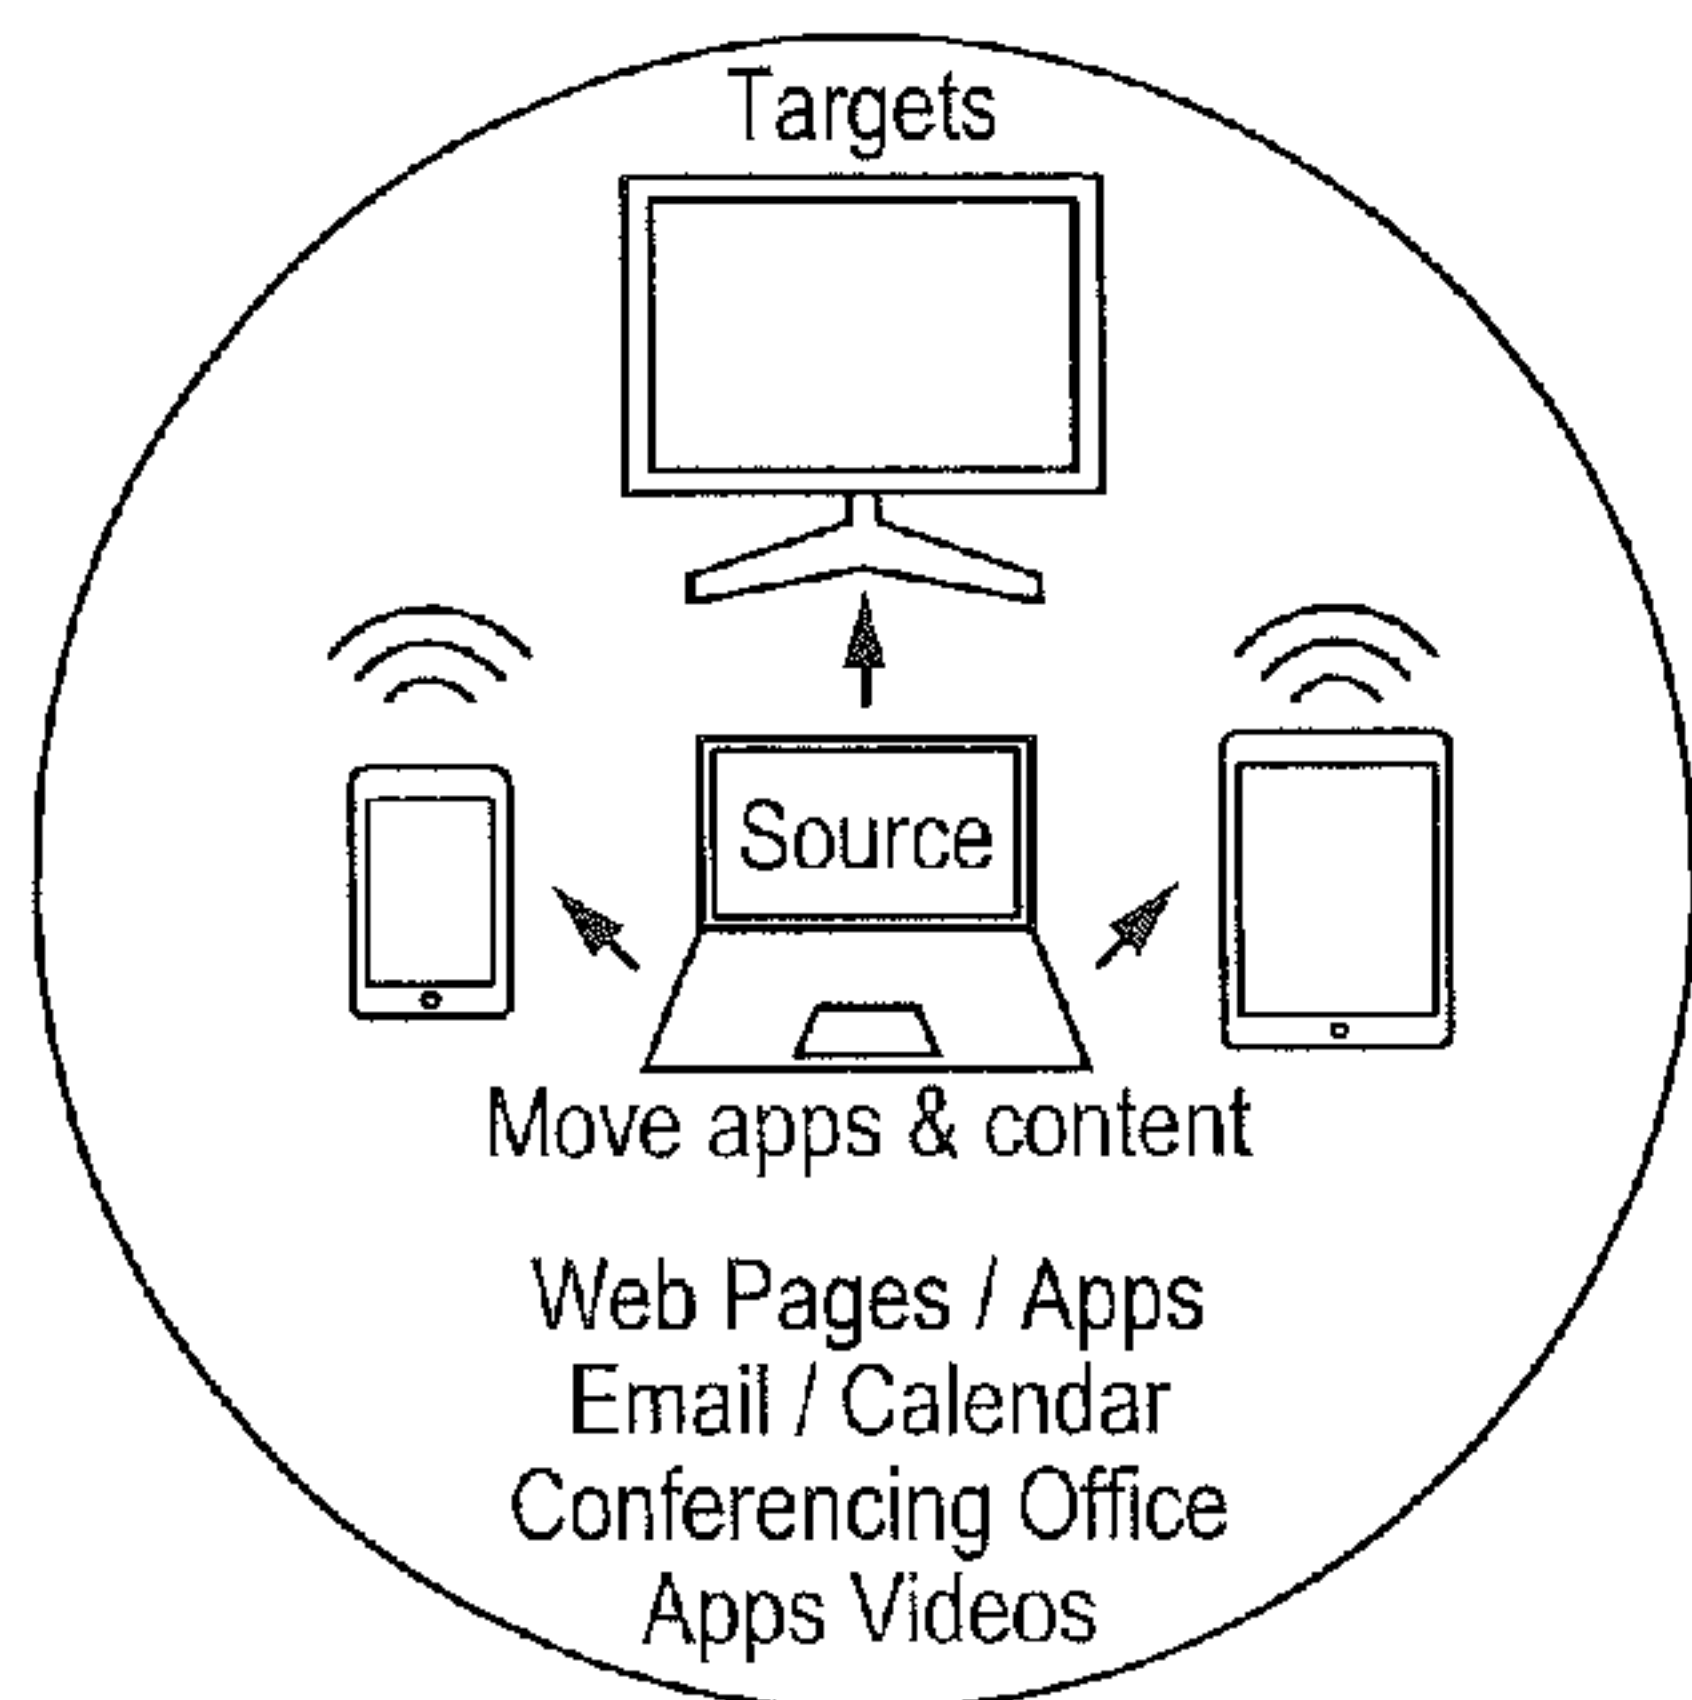 Targets
Source
Move apps & content
Web Pages / Apps
Email / Calendar
Conferencing Office
Apps Videos